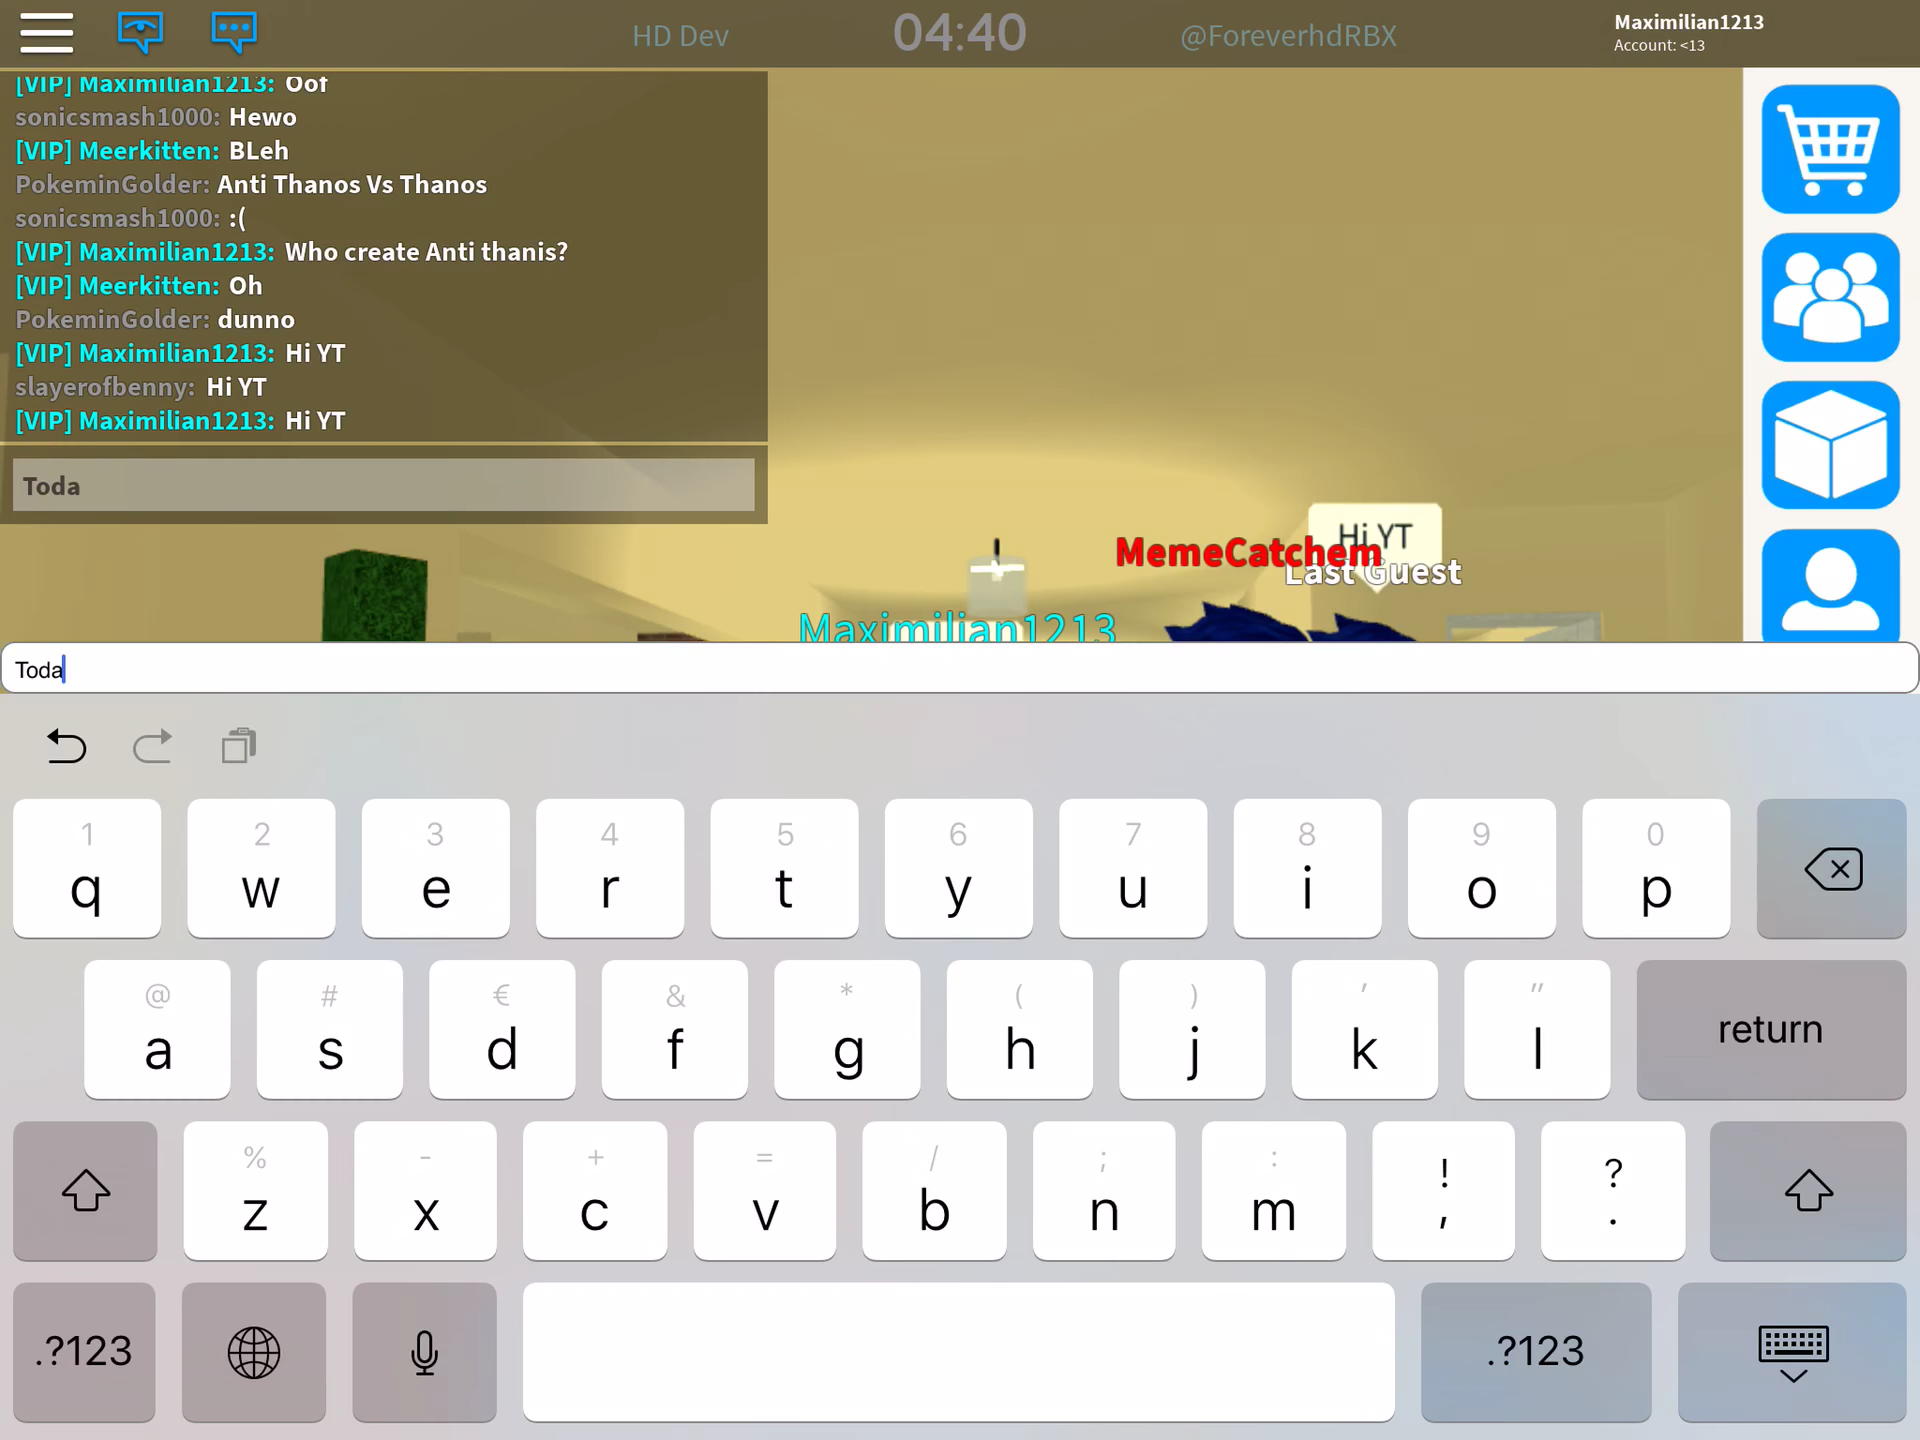 HD Dev
04:40
@ForeverhdRBX
Maximilian1213
Account: <13
[VIP] Maximilian1213: Oof
sonicsmash1000: Hewo
[VIP] Meerkitten: BLeh
PokeminGolder: Anti Thanos Vs Thanos
sonicsmash1000: :(
[VIP] Maximilian1213: Who create Anti thanis?
[VIP] Meerkitten: Oh
PokeminGolder: dunno
[VIP] Maximilian1213: Hi YT
slayerofbenny: Hi YT
[VIP] Maximilian1213: Hi YT
Toda
Hi YT
MemeCatchem
Last Guest
Maximilian1213
Toda
1 2 3 4 5 6 7 8 9 0
q w e r t y u i o p
@ # € & * ( ) ' "
a s d f g h j k l return
% - + = / ; : ! ?
z x c v b n m , .
.?123 .?123